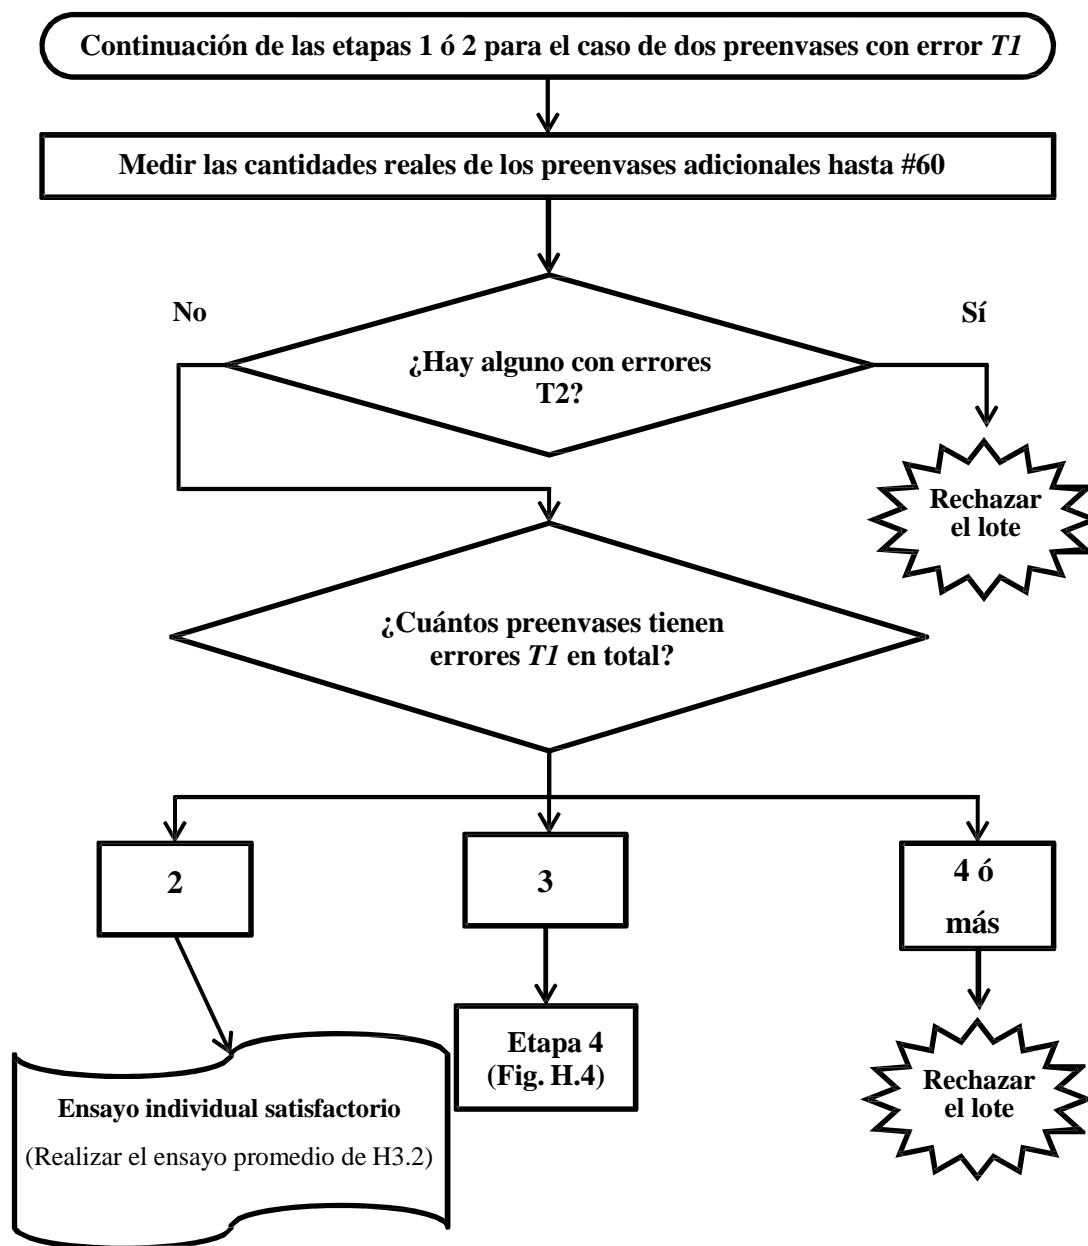 Continuación de las etapas 1 ó 2 para el caso de dos preenvases con error T1
Medir las cantidades reales de los preenvases adicionales hasta #60
No
Sí
¿Hay alguno con errores
T2?
Rechazar
el lote
¿Cuántos preenvases tienen
errores T1 en total?
2
3
4 ó
más
Etapa 4
(Fig. H.4)
Rechazar
el lote
Ensayo individual satisfactorio
(Realizar el ensayo promedio de H3.2)